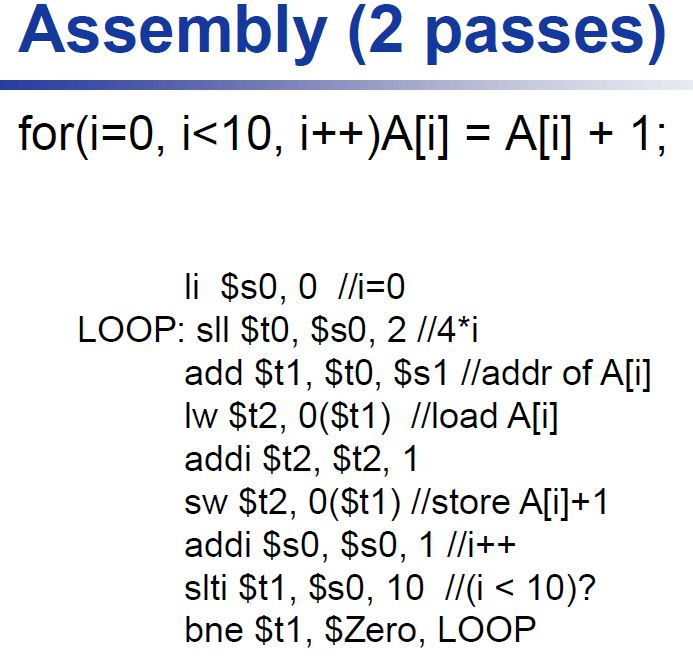 Assembly (2 passes)
for(i=0, i<10, i++)A[i] = A[i] + 1;
li $s0, 0 //i=0
LOOP: sll $t0, $s0, 2 //4*i
add $t1, $t0, $s1 //addr of A[i]
lw $t2, 0($t1) //load A[i]
addi $t2, $t2, 1
sw $t2, 0($t1) //store A[i]+1
addi $s0, $s0, 1 //i++
slti $t1, $s0, 10 //(i < 10)?
bne $t1, $Zero, LOOP